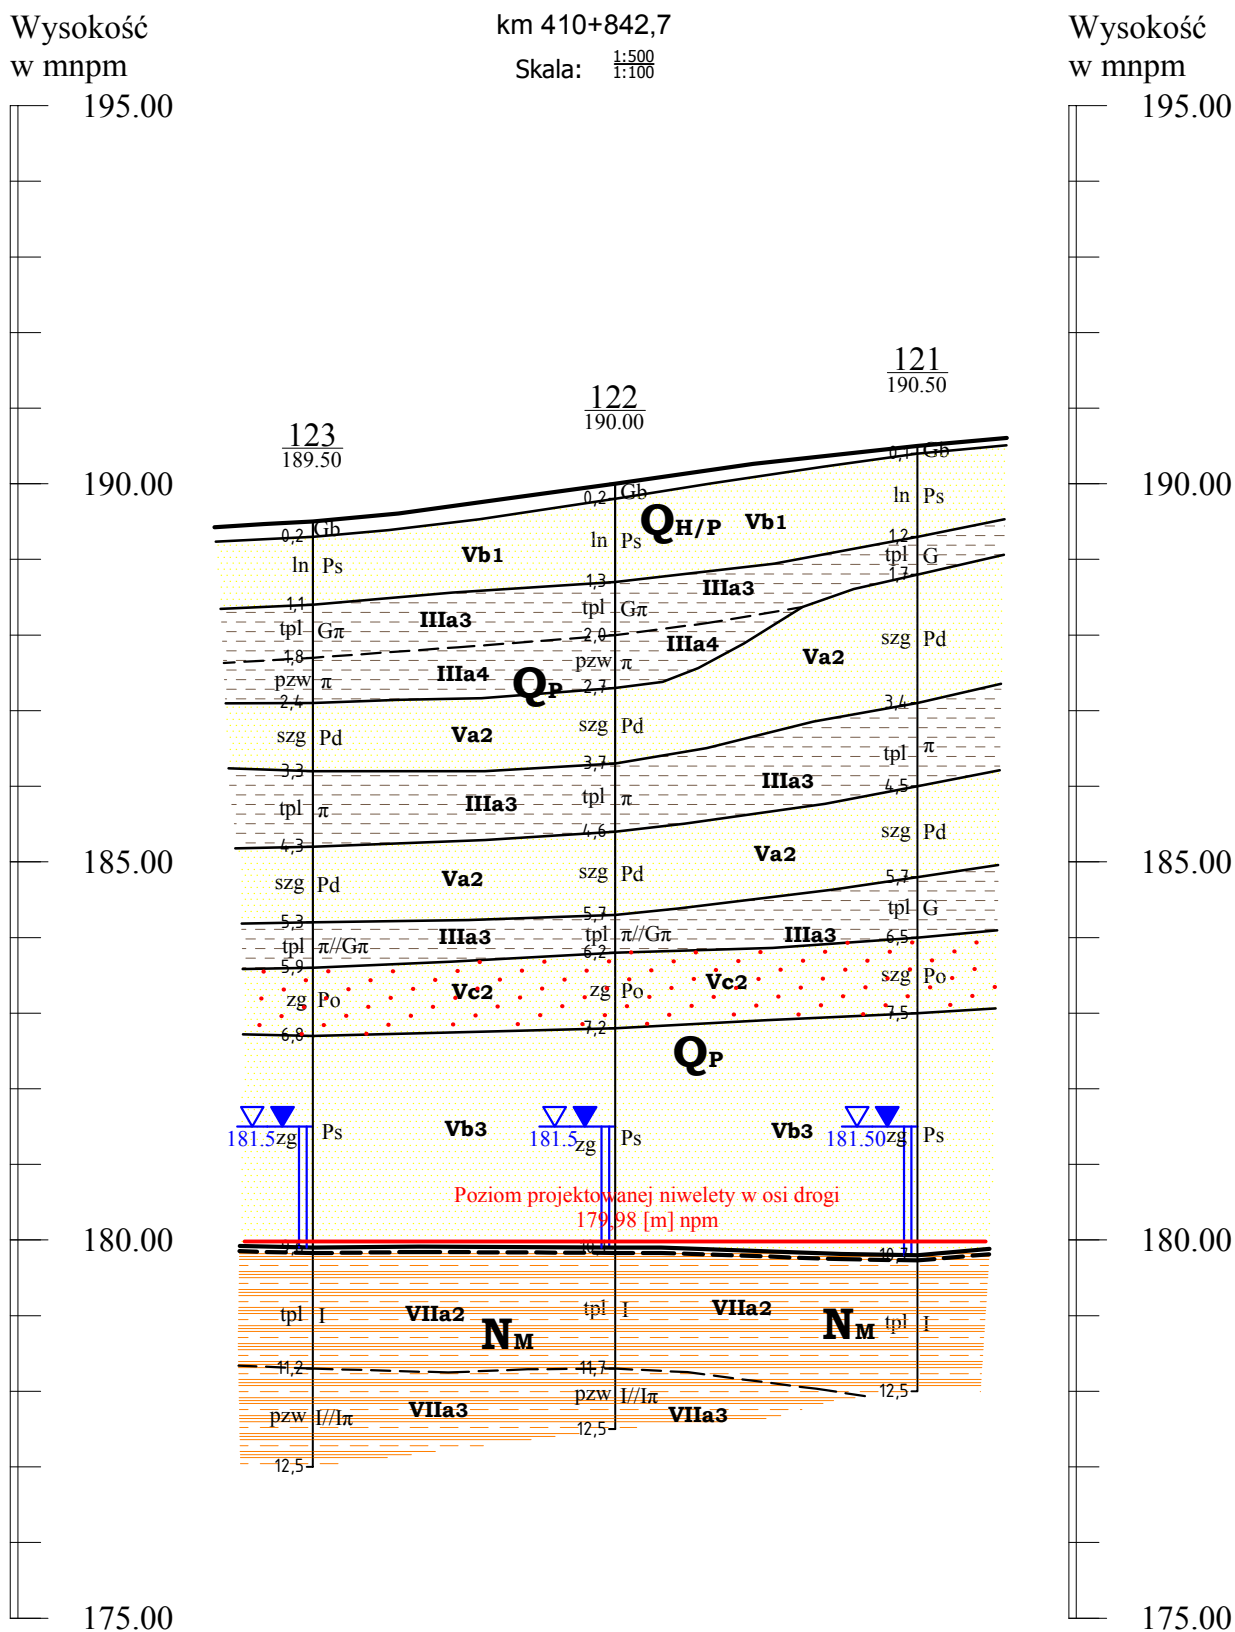 Wysokość
w mnpm
km 410+842,7
Skala: 1:500
1:100
Wysokość
w mnpm
195.00
195.00
121
190.50
122
190.00
123
189.50
190.00
190.00
0,1 Gb
0,2 Gb
0,2 Gb
ln Ps
ln Ps
ln Ps
QH/P
Vb1
Vb1
1,2
tpl G
1,7
1,3
tpl Gπ
2,0
1,1
tpl Gπ
1,8
IIIa3
IIIa3
IIIa4
IIIa4
pzw π
2,7
pzw π
2,4
QP
szg Pd
Va2
szg Pd
szg Pd
Va2
3,4
3,7
3,3
tpl π
tpl π
tpl π
IIIa3
IIIa3
4,5
4,6
4,3
185.00
185.00
szg Pd
szg Pd
szg Pd
Va2
Va2
5,7
5,7
5,3
tpl G
tpl π//Gπ
tpl π//Gπ
IIIa3
IIIa3
6,5
6,2
5,9
szg Po
zg Po
zg Po
Vc2
Vc2
7,5
7,2
6,8
QP
181.5 zg Ps
Vb3
181.5 zg Ps
Vb3
181.50 zg Ps
Poziom projektowanej niwelety w osi drogi
179,98 [m] npm
180.00
180.00
10,7
tpl I
tpl I
tpl I
VIIa2
VIIa2
NM
NM
11,2
11,7
12,5
pzw I//Iπ
pzw I//Iπ
VIIa3
VIIa3
12,5
12,5
175.00
175.00